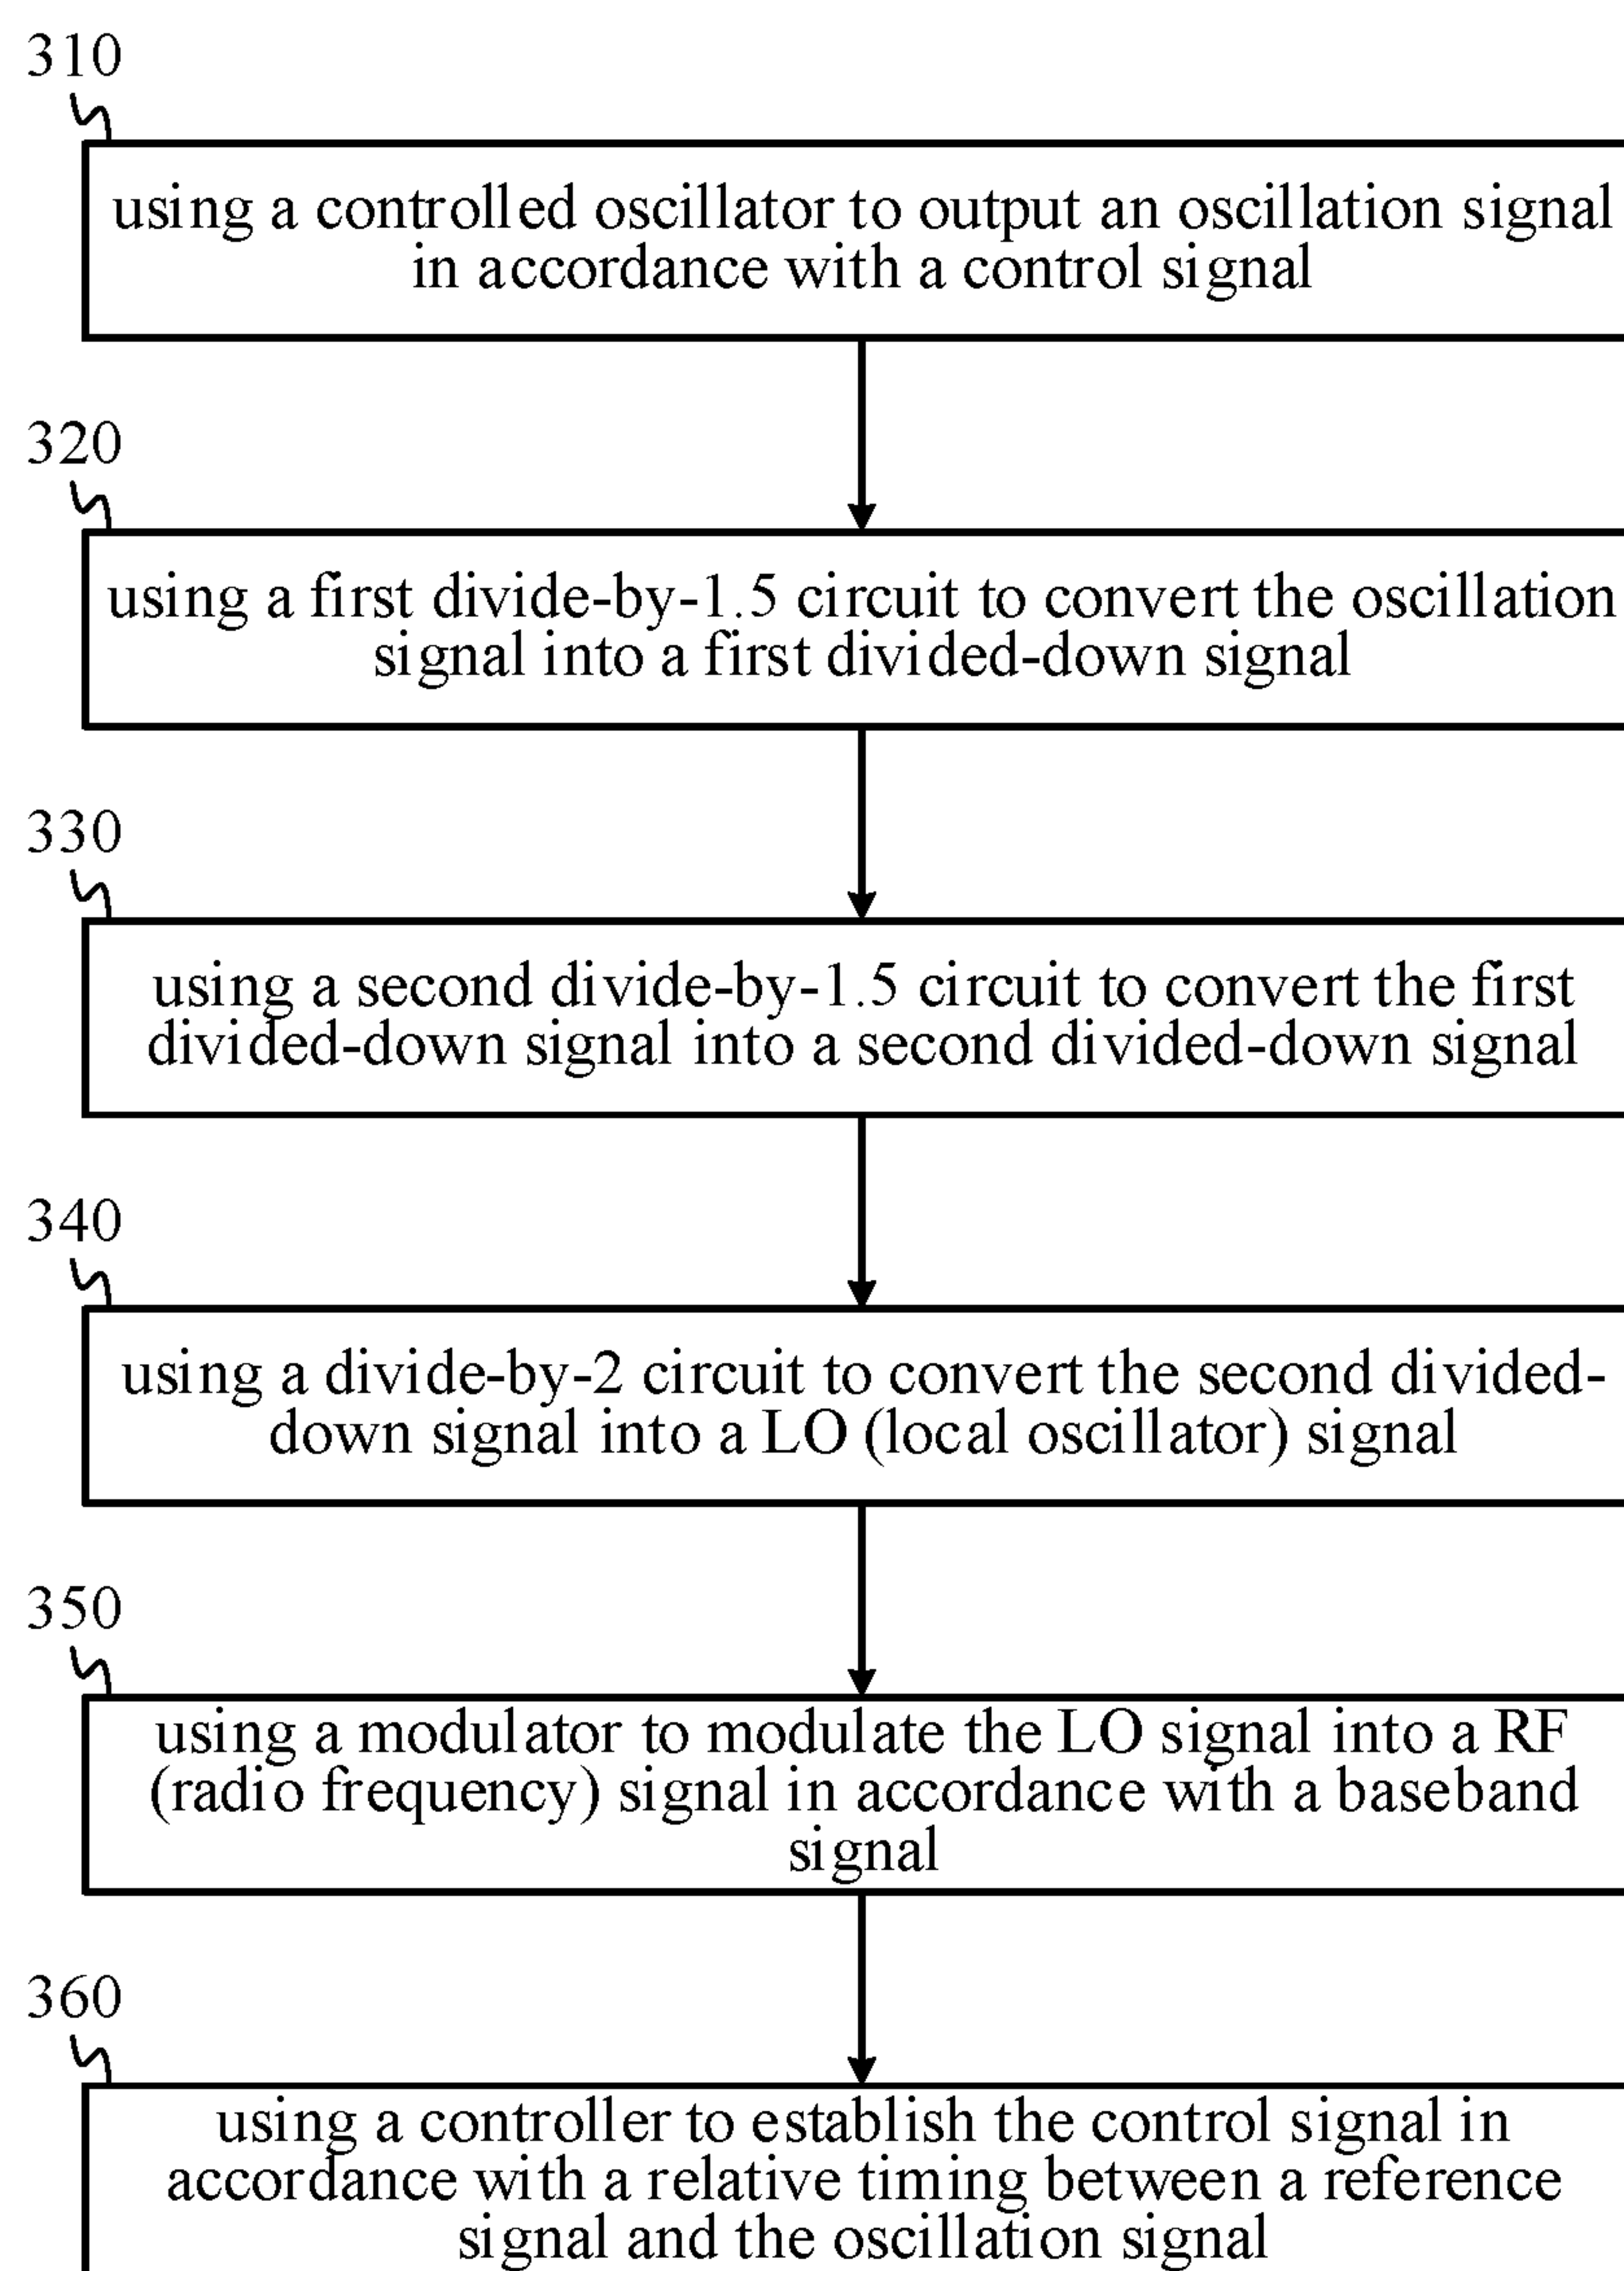 310
using a controlled oscillator to output an oscillation signal
in accordance with a control signal
320
using a first divide-by-1.5 circuit to convert the oscillation
signal into a first divided-down signal
330
using a second divide-by-1.5 circuit to convert the first
divided-down signal into a second divided-down signal
340
using a divide-by-2 circuit to convert the second divided-
down signal into a LO (local oscillator) signal
350
using a modulator to modulate the LO signal into a RF
(radio frequency) signal in accordance with a baseband
signal
360
using a controller to establish the control signal in
accordance with a relative timing between a reference
signal and the oscillation signal